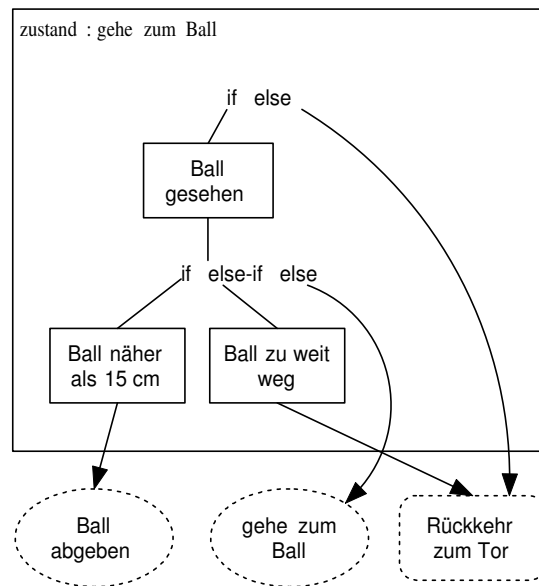 zustand : gehe zum Ball
if else
Ball
gesehen
if else-if else
Ball näher
als 15 cm
Ball zu weit
weg
Ball
abgeben
gehe zum
Ball
Rückkehr
zum Tor